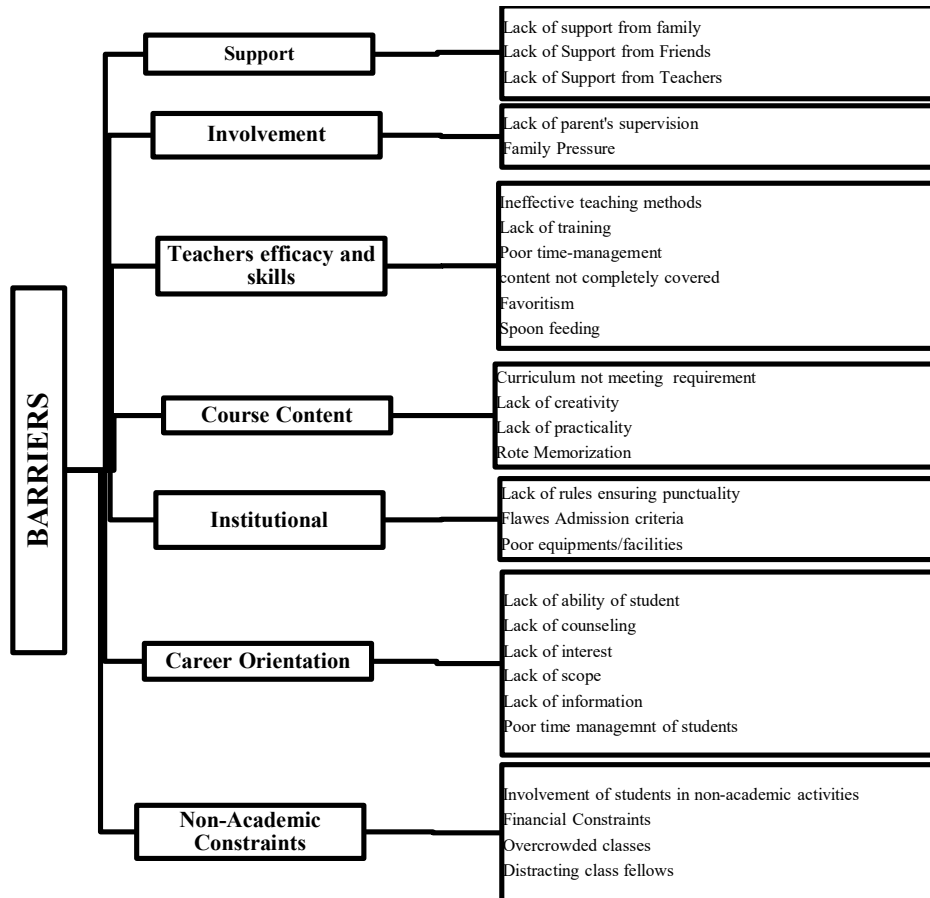 BARRIERS
Support
Lack of support from family
Lack of Support from Friends
Lack of Support from Teachers
Involvement
Lack of parent's supervision
Family Pressure
Teachers efficacy and
skills
Ineffective teaching methods
Lack of training
Poor time-management
content not completely covered
Favoritism
Spoon feeding
Course Content
Curriculum not meeting requirement
Lack of creativity
Lack of practicality
Rote Memorization
Institutional
Lack of rules ensuring punctuality
Flawes Admission criteria
Poor equipments/facilities
Career Orientation
Lack of ability of student
Lack of counseling
Lack of interest
Lack of scope
Lack of information
Poor time managemnt of students
Non-Academic
Constraints
Involvement of students in non-academic activities
Financial Constraints
Overcrowded classes
Distracting class fellows